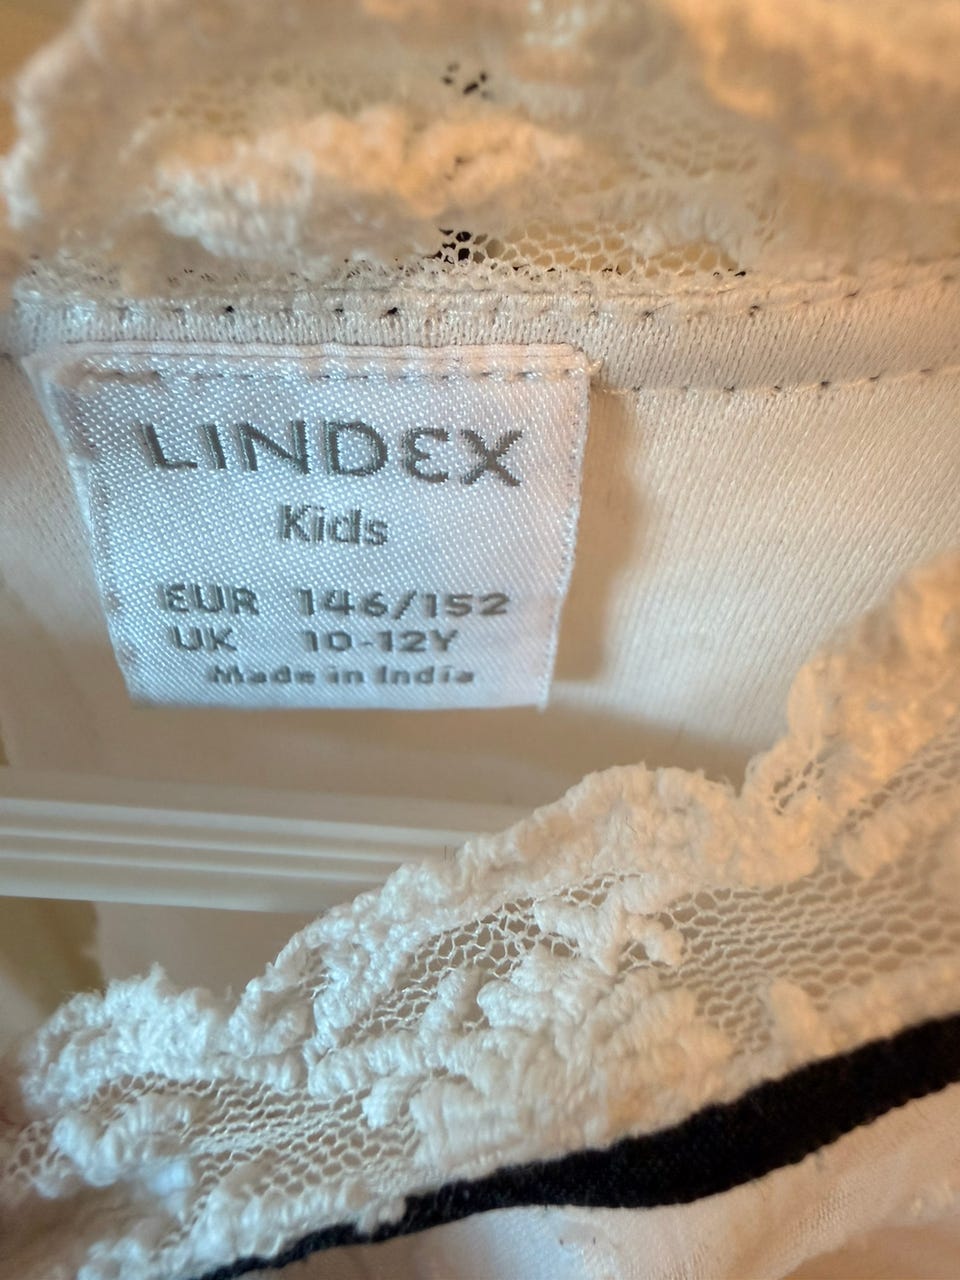 LINDEX
Kids
EUR 146/152
UK 10-12Y
Made in India